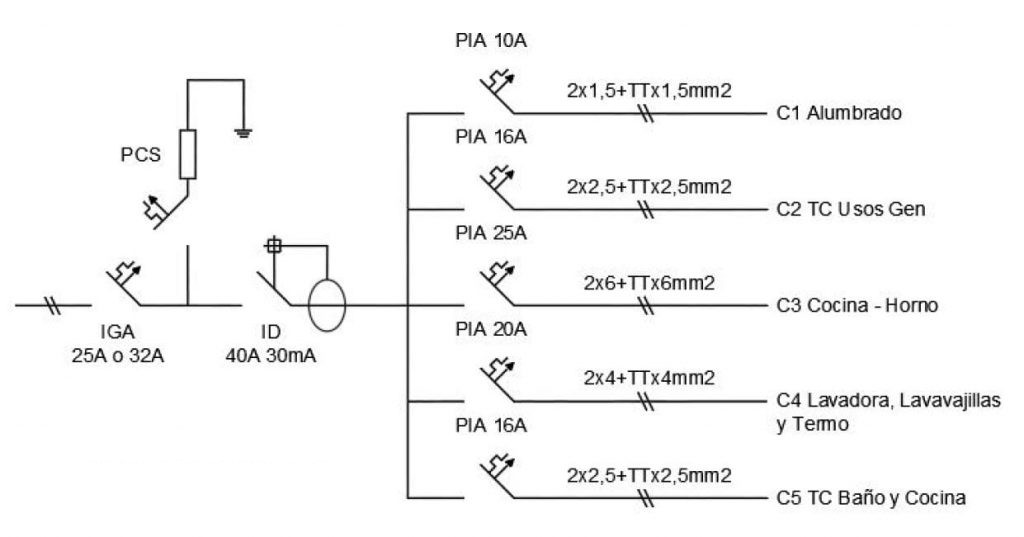 PIA 10A
2x1,5+TTx1,5mm2
C1 Alumbrado
PIA 16A
PCS
2x2,5+TTx2,5mm2
C2 TC Usos Gen
PIA 25A
2x6+TTx6mm2
C3 Cocina - Horno
IGA
25A o 32A
ID
40A 30mA
PIA 20A
2x4+TTx4mm2
C4 Lavadora, Lavavajillas
y Termo
PIA 16A
2x2,5+TTx2,5mm2
C5 TC Baño y Cocina